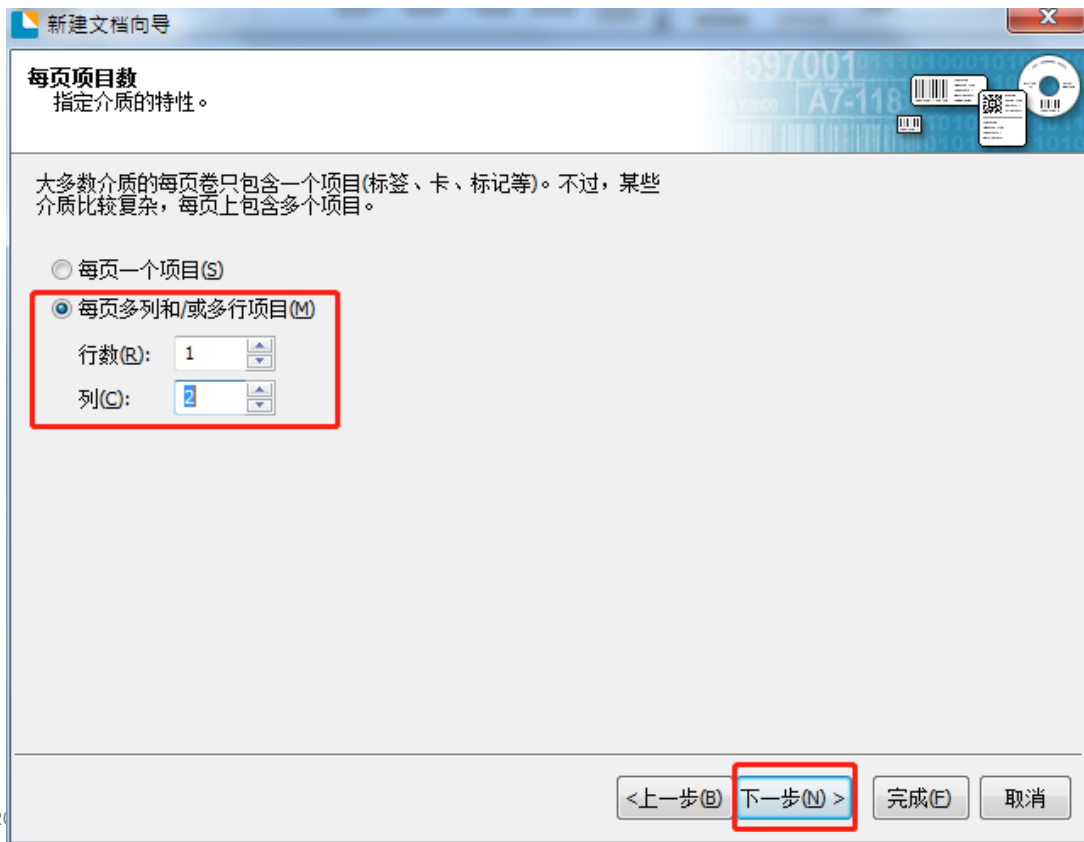 新建文档向导
每页项目数
指定介质的特性。
3597001
A7-118
大多数介质的每页卷只包含一个项目(标签、卡、标记等)。不过，某些
介质比较复杂，每页上包含多个项目。
每页一个项目(S)
每页多列和/或多行项目(M)
行数(R): 1
列(C): 2
<上一步(B) 下一步(N) > 完成(F) 取消